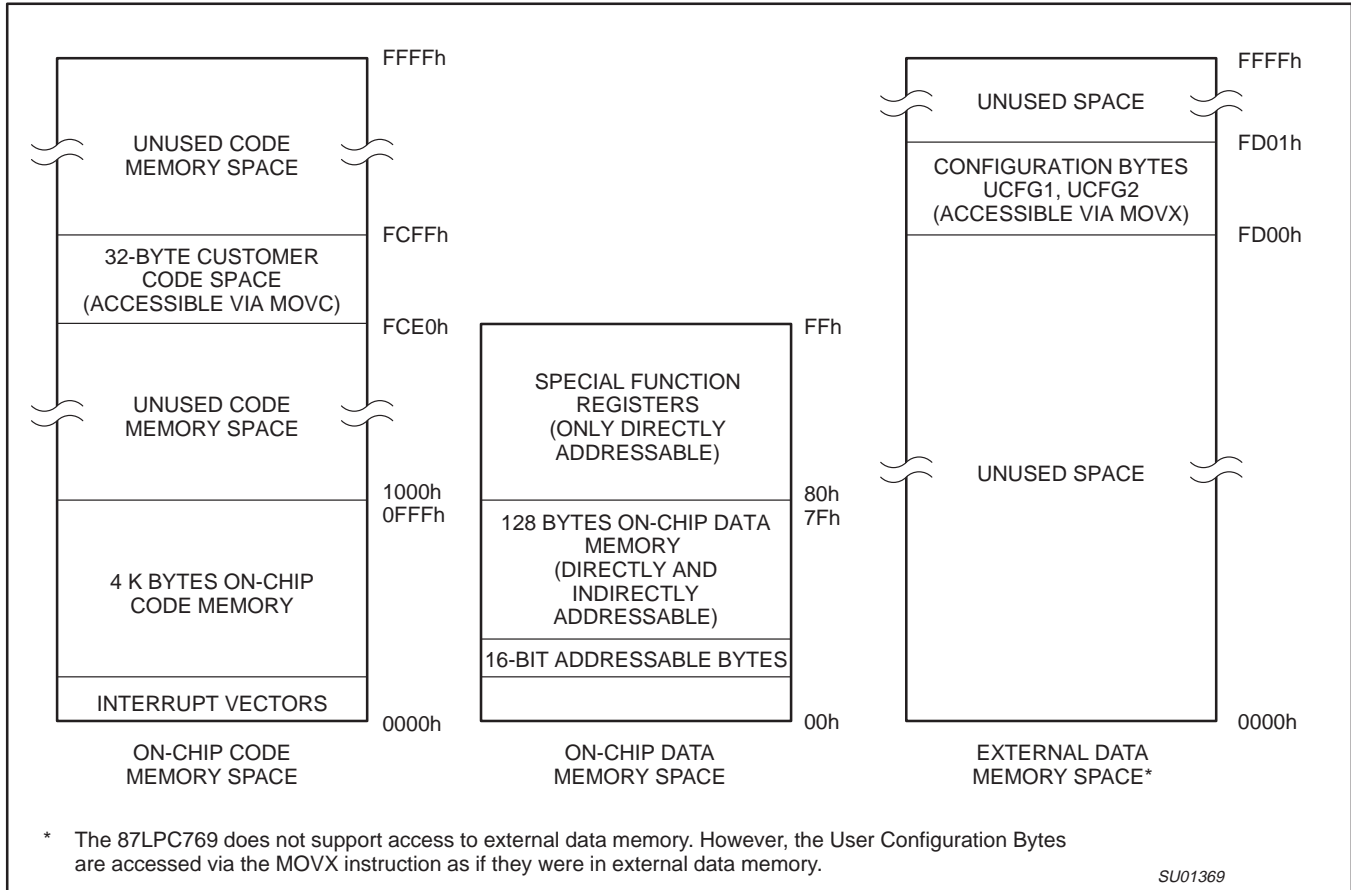 FFFFh
UNUSED CODE
MEMORY SPACE
FCFFh
32-BYTE CUSTOMER
CODE SPACE
(ACCESSIBLE VIA MOVC)
FCE0h
UNUSED CODE
MEMORY SPACE
1000h
0FFFh
4 K BYTES ON-CHIP
CODE MEMORY
INTERRUPT VECTORS
0000h
ON-CHIP CODE
MEMORY SPACE
FFh
SPECIAL FUNCTION
REGISTERS
(ONLY DIRECTLY
ADDRESSABLE)
80h
7Fh
128 BYTES ON-CHIP DATA
MEMORY
(DIRECTLY AND
INDIRECTLY
ADDRESSABLE)
16-BIT ADDRESSABLE BYTES
00h
ON-CHIP DATA
MEMORY SPACE
FFFFh
UNUSED SPACE
FD01h
CONFIGURATION BYTES
UCFG1, UCFG2
(ACCESSIBLE VIA MOVX)
FD00h
UNUSED SPACE
0000h
EXTERNAL DATA
MEMORY SPACE*
* The 87LPC769 does not support access to external data memory. However, the User Configuration Bytes
are accessed via the MOVX instruction as if they were in external data memory.
SU01369